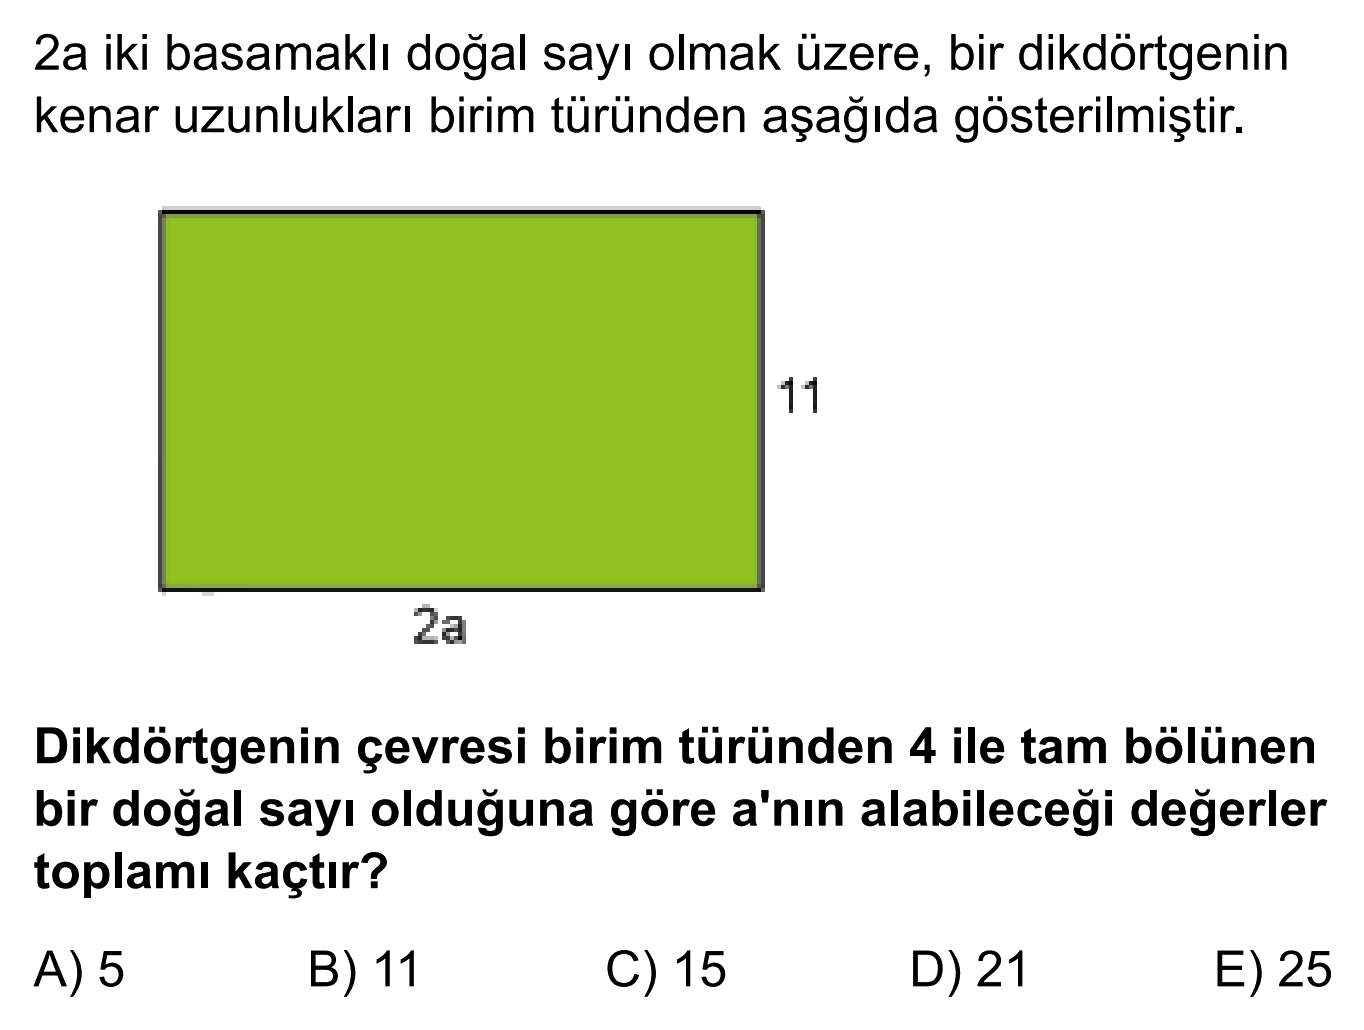 2a iki basamaklı doğal sayı olmak üzere, bir dikdörtgenin
kenar uzunlukları birim türünden aşağıda gösterilmiştir.
11
2a
Dikdörtgenin çevresi birim türünden 4 ile tam bölünen
bir doğal sayı olduğuna göre a'nın alabileceği değerler
toplamı kaçtır?
A) 5 B) 11 C) 15 D) 21 E) 25